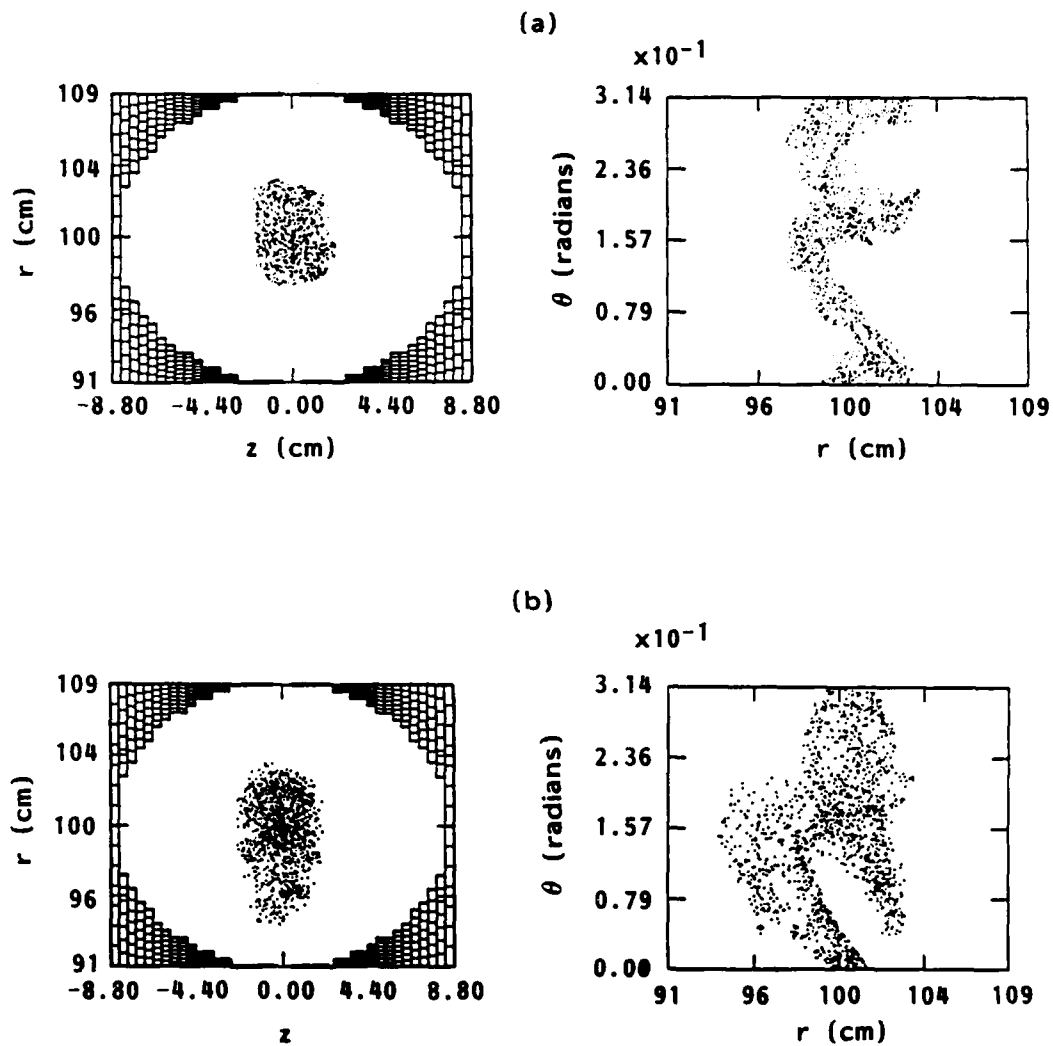 (a)
x10⁻¹
109
104
100
96
91
r (cm)
-8.80 -4.40 0.00 4.40 8.80
z (cm)
3.14
2.36
1.57
0.79
0.00
θ (radians)
91 96 100 104 109
r (cm)
(b)
x10⁻¹
109
104
100
96
91
r (cm)
-8.80 -4.40 0.00 4.40 8.80
z
3.14
2.36
1.57
0.79
0.00
θ (radians)
91 96 100 104 109
r (cm)